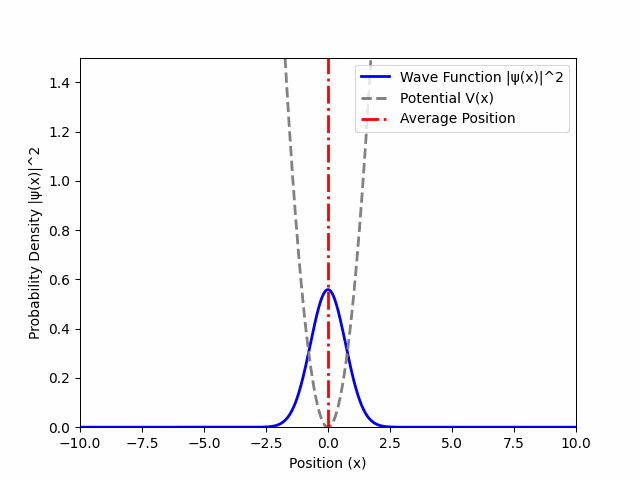 Wave Function |ψ(x)|^2
Potential V(x)
Average Position
Probability Density |ψ(x)|^2
1.4
1.2
1.0
0.8
0.6
0.4
0.2
0.0
−10.0 −7.5 −5.0 −2.5 0.0 2.5 5.0 7.5 10.0
Position (x)